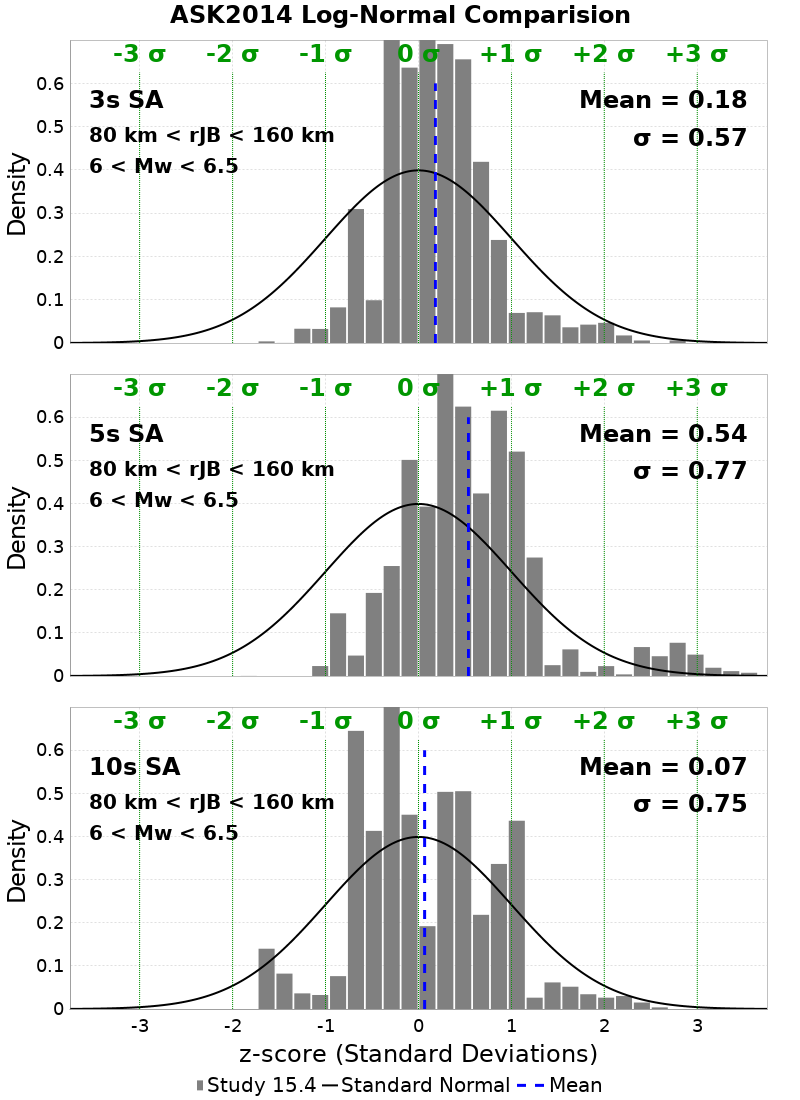 ASK2014 Log-Normal Comparision
-3 σ -2 σ -1 σ 0 σ +1 σ +2 σ +3 σ
0.6
3s SA Mean = 0.18
0.5
80 km < rJB < 160 km σ = 0.57
6 < Mw < 6.5
0.4
Density
0.3
0.2
0.1
0
-3 σ -2 σ -1 σ 0 σ +1 σ +2 σ +3 σ
0.6
5s SA Mean = 0.54
0.5
80 km < rJB < 160 km σ = 0.77
6 < Mw < 6.5
0.4
Density
0.3
0.2
0.1
0
-3 σ -2 σ -1 σ 0 σ +1 σ +2 σ +3 σ
0.6
10s SA Mean = 0.07
0.5
80 km < rJB < 160 km σ = 0.75
6 < Mw < 6.5
0.4
Density
0.3
0.2
0.1
0
-3 -2 -1 0 1 2 3
z-score (Standard Deviations)
Study 15.4 Standard Normal Mean